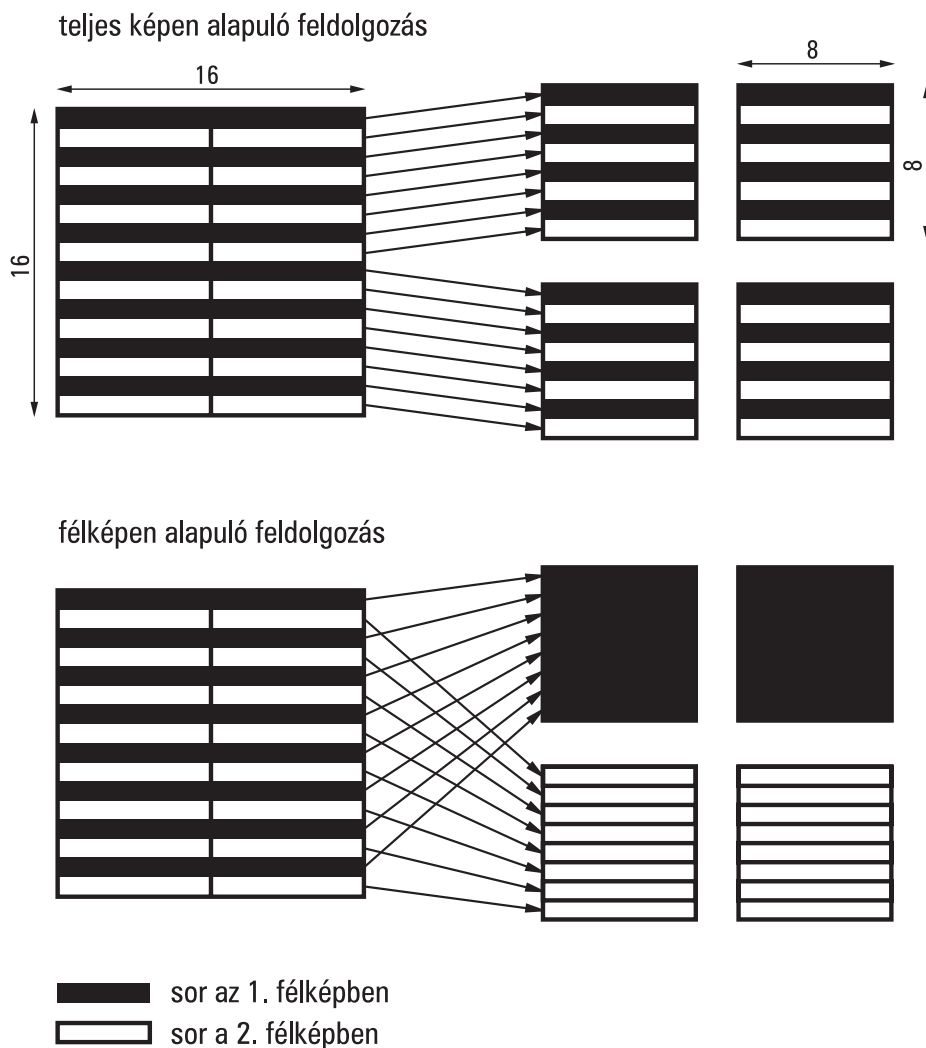 teljes képen alapuló feldolgozás
16
8
16
8
félképen alapuló feldolgozás
sor az 1. félképben
sor a 2. félképben